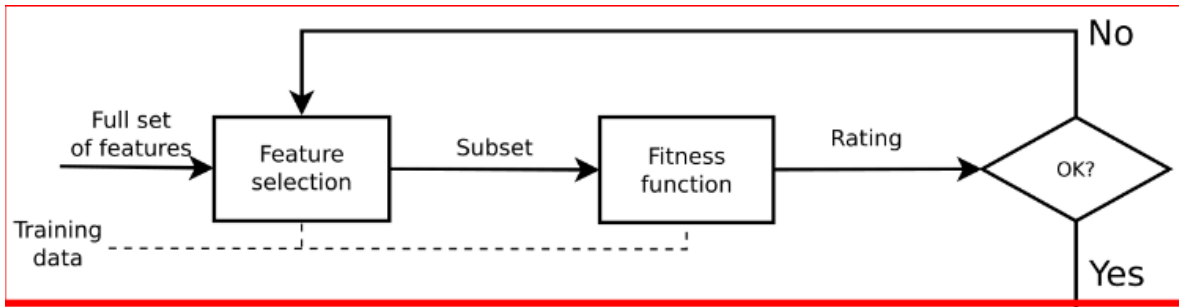 No
Full set
of features
Feature
selection
Subset
Fitness
function
Rating
OK?
Training
data
Yes